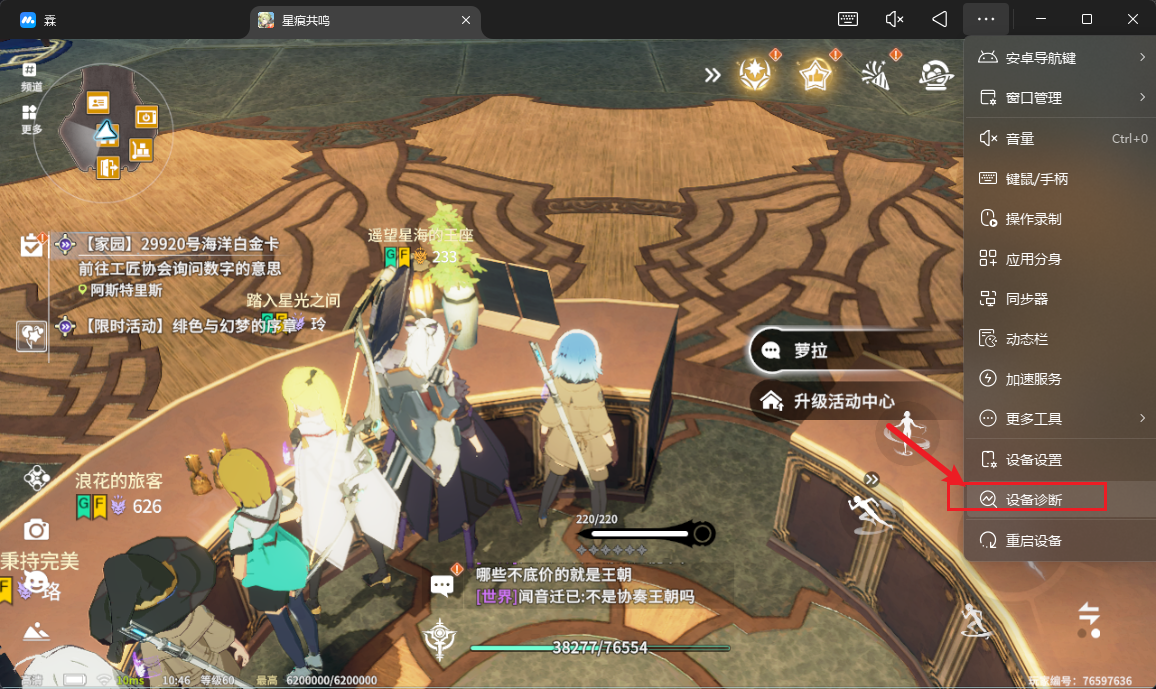 霖
星痕共鸣
频道
更多
【家园】29920号海洋白金卡
前往工匠协会询问数字的意思
阿斯特里斯
【限时活动】绯色与幻梦的序章
遥望星海的王座
GF 233
踏入星光之间
GF 玲
浪花的旅客
GF 626
秉持完美
F 珞
萝拉
升级活动中心
220/220
哪些不底价的就是王朝
[世界]闻音迁已:不是协奏王朝吗
38277/76554
高清
10ms
10:46
等级60
最高
6200000/6200000
玩家编号: 76597636
安卓导航键
窗口管理
音量 Ctrl+0
键鼠/手柄
操作录制
应用分身
同步器
动态栏
加速服务
更多工具
设备设置
设备诊断
重启设备